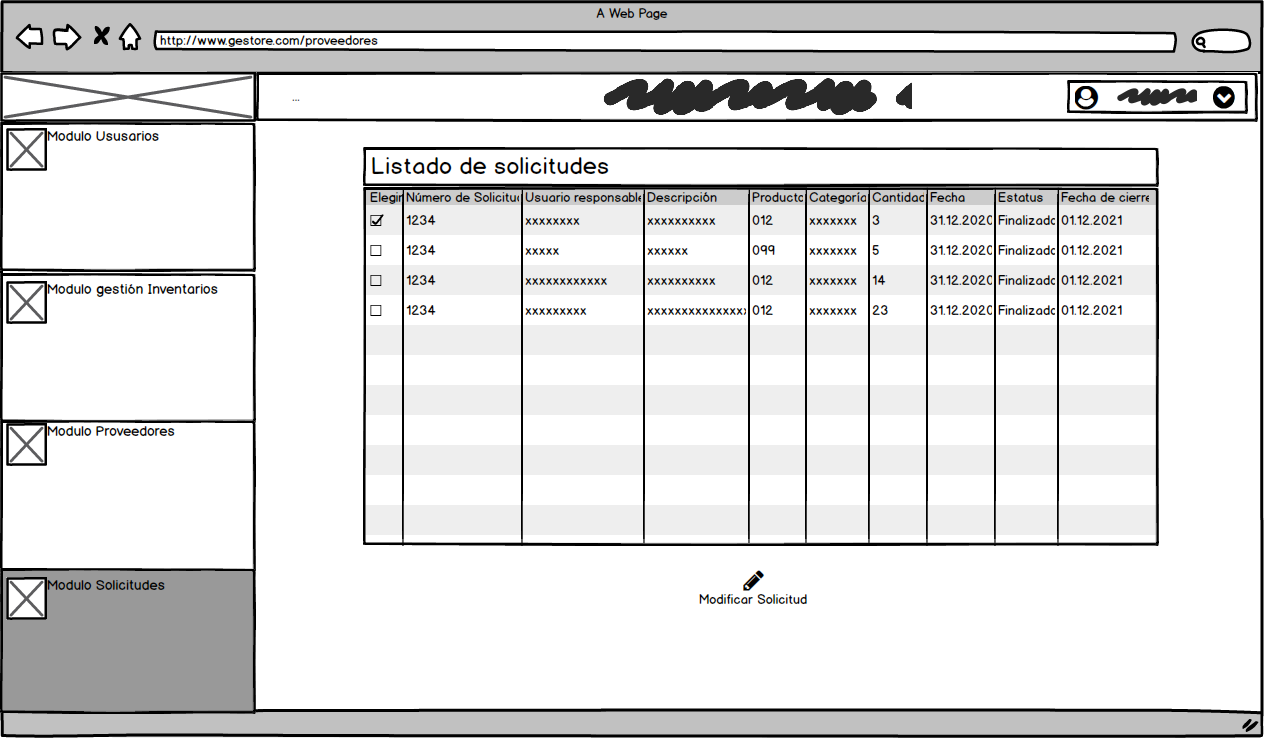 A Web Page
http://www.gestore.com/proveedores
...
Modulo Ususarios
Modulo gestión Inventarios
Modulo Proveedores
Modulo Solicitudes
Listado de solicitudes
Elegir Número de Solicitud Usuario responsable Descripción Producto Categoría Cantidad Fecha Estatus Fecha de cierre
1234 xxxxxxxx xxxxxxxxxx 012 xxxxxxx 3 31.12.2020 Finalizado 01.12.2021
1234 xxxxx xxxxxx 099 xxxxxxx 5 31.12.2020 Finalizado 01.12.2021
1234 xxxxxxxxxxxx xxxxxxxxxx 012 xxxxxxx 14 31.12.2020 Finalizado 01.12.2021
1234 xxxxxxxxx xxxxxxxxxxxxxxx 012 xxxxxxx 23 31.12.2020 Finalizado 01.12.2021
Modificar Solicitud